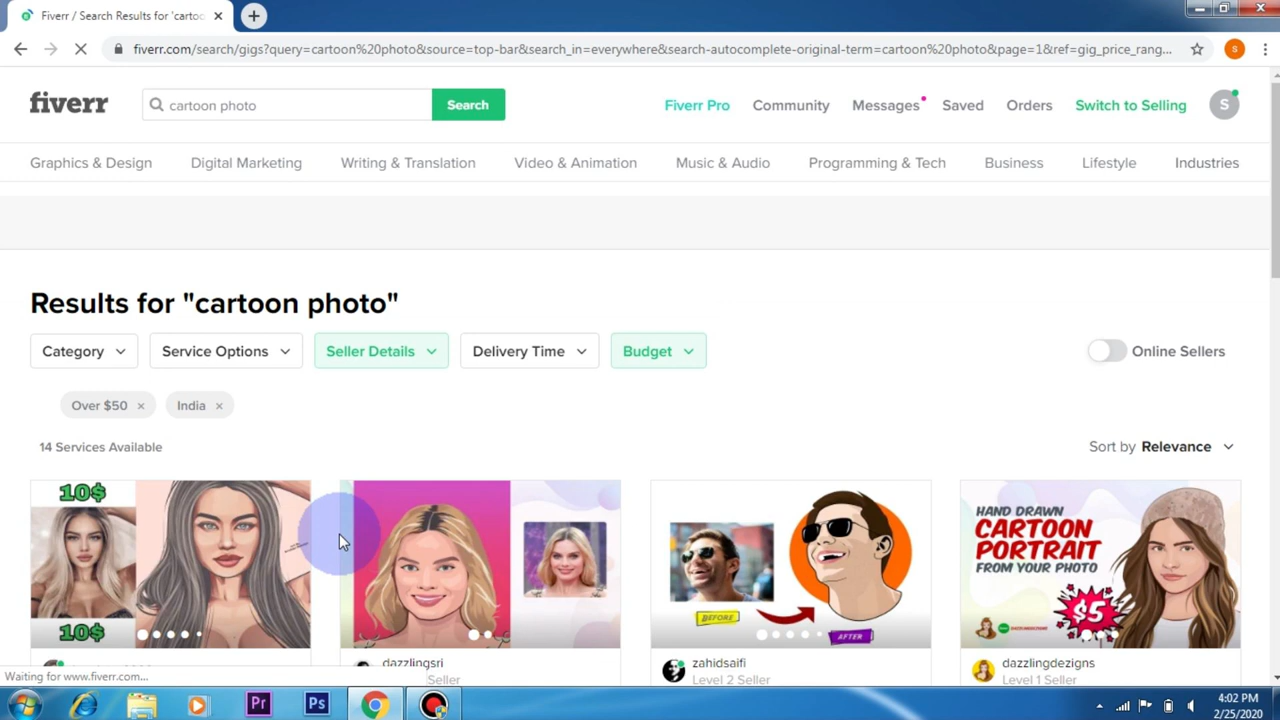 Fiverr / Search Results for 'cartoo
fiverr.com/search/gigs?query=cartoon%20photo&source=top-bar&search_in=everywhere&search-autocomplete-original-term=cartoon%20photo&page=1&ref=gig_price_rang...
S
fiverr
cartoon photo
Search
Fiverr Pro
Community
Messages
Saved
Orders
Switch to Selling
S
Graphics & Design
Digital Marketing
Writing & Translation
Video & Animation
Music & Audio
Programming & Tech
Business
Lifestyle
Industries
Results for "cartoon photo"
Category
Service Options
Seller Details
Delivery Time
Budget
Online Sellers
Over $50 ×
India ×
14 Services Available
Sort by Relevance
10$
10$
BEFORE
AFTER
HAND DRAWN
CARTOON
PORTRAIT
FROM YOUR PHOTO
$5
dazzlingsri
Seller
zahidsaifi
Level 2 Seller
dazzlingdezigns
Level 1 Seller
Waiting for www.fiverr.com...
Pr
Ps
4:02 PM
2/25/2020